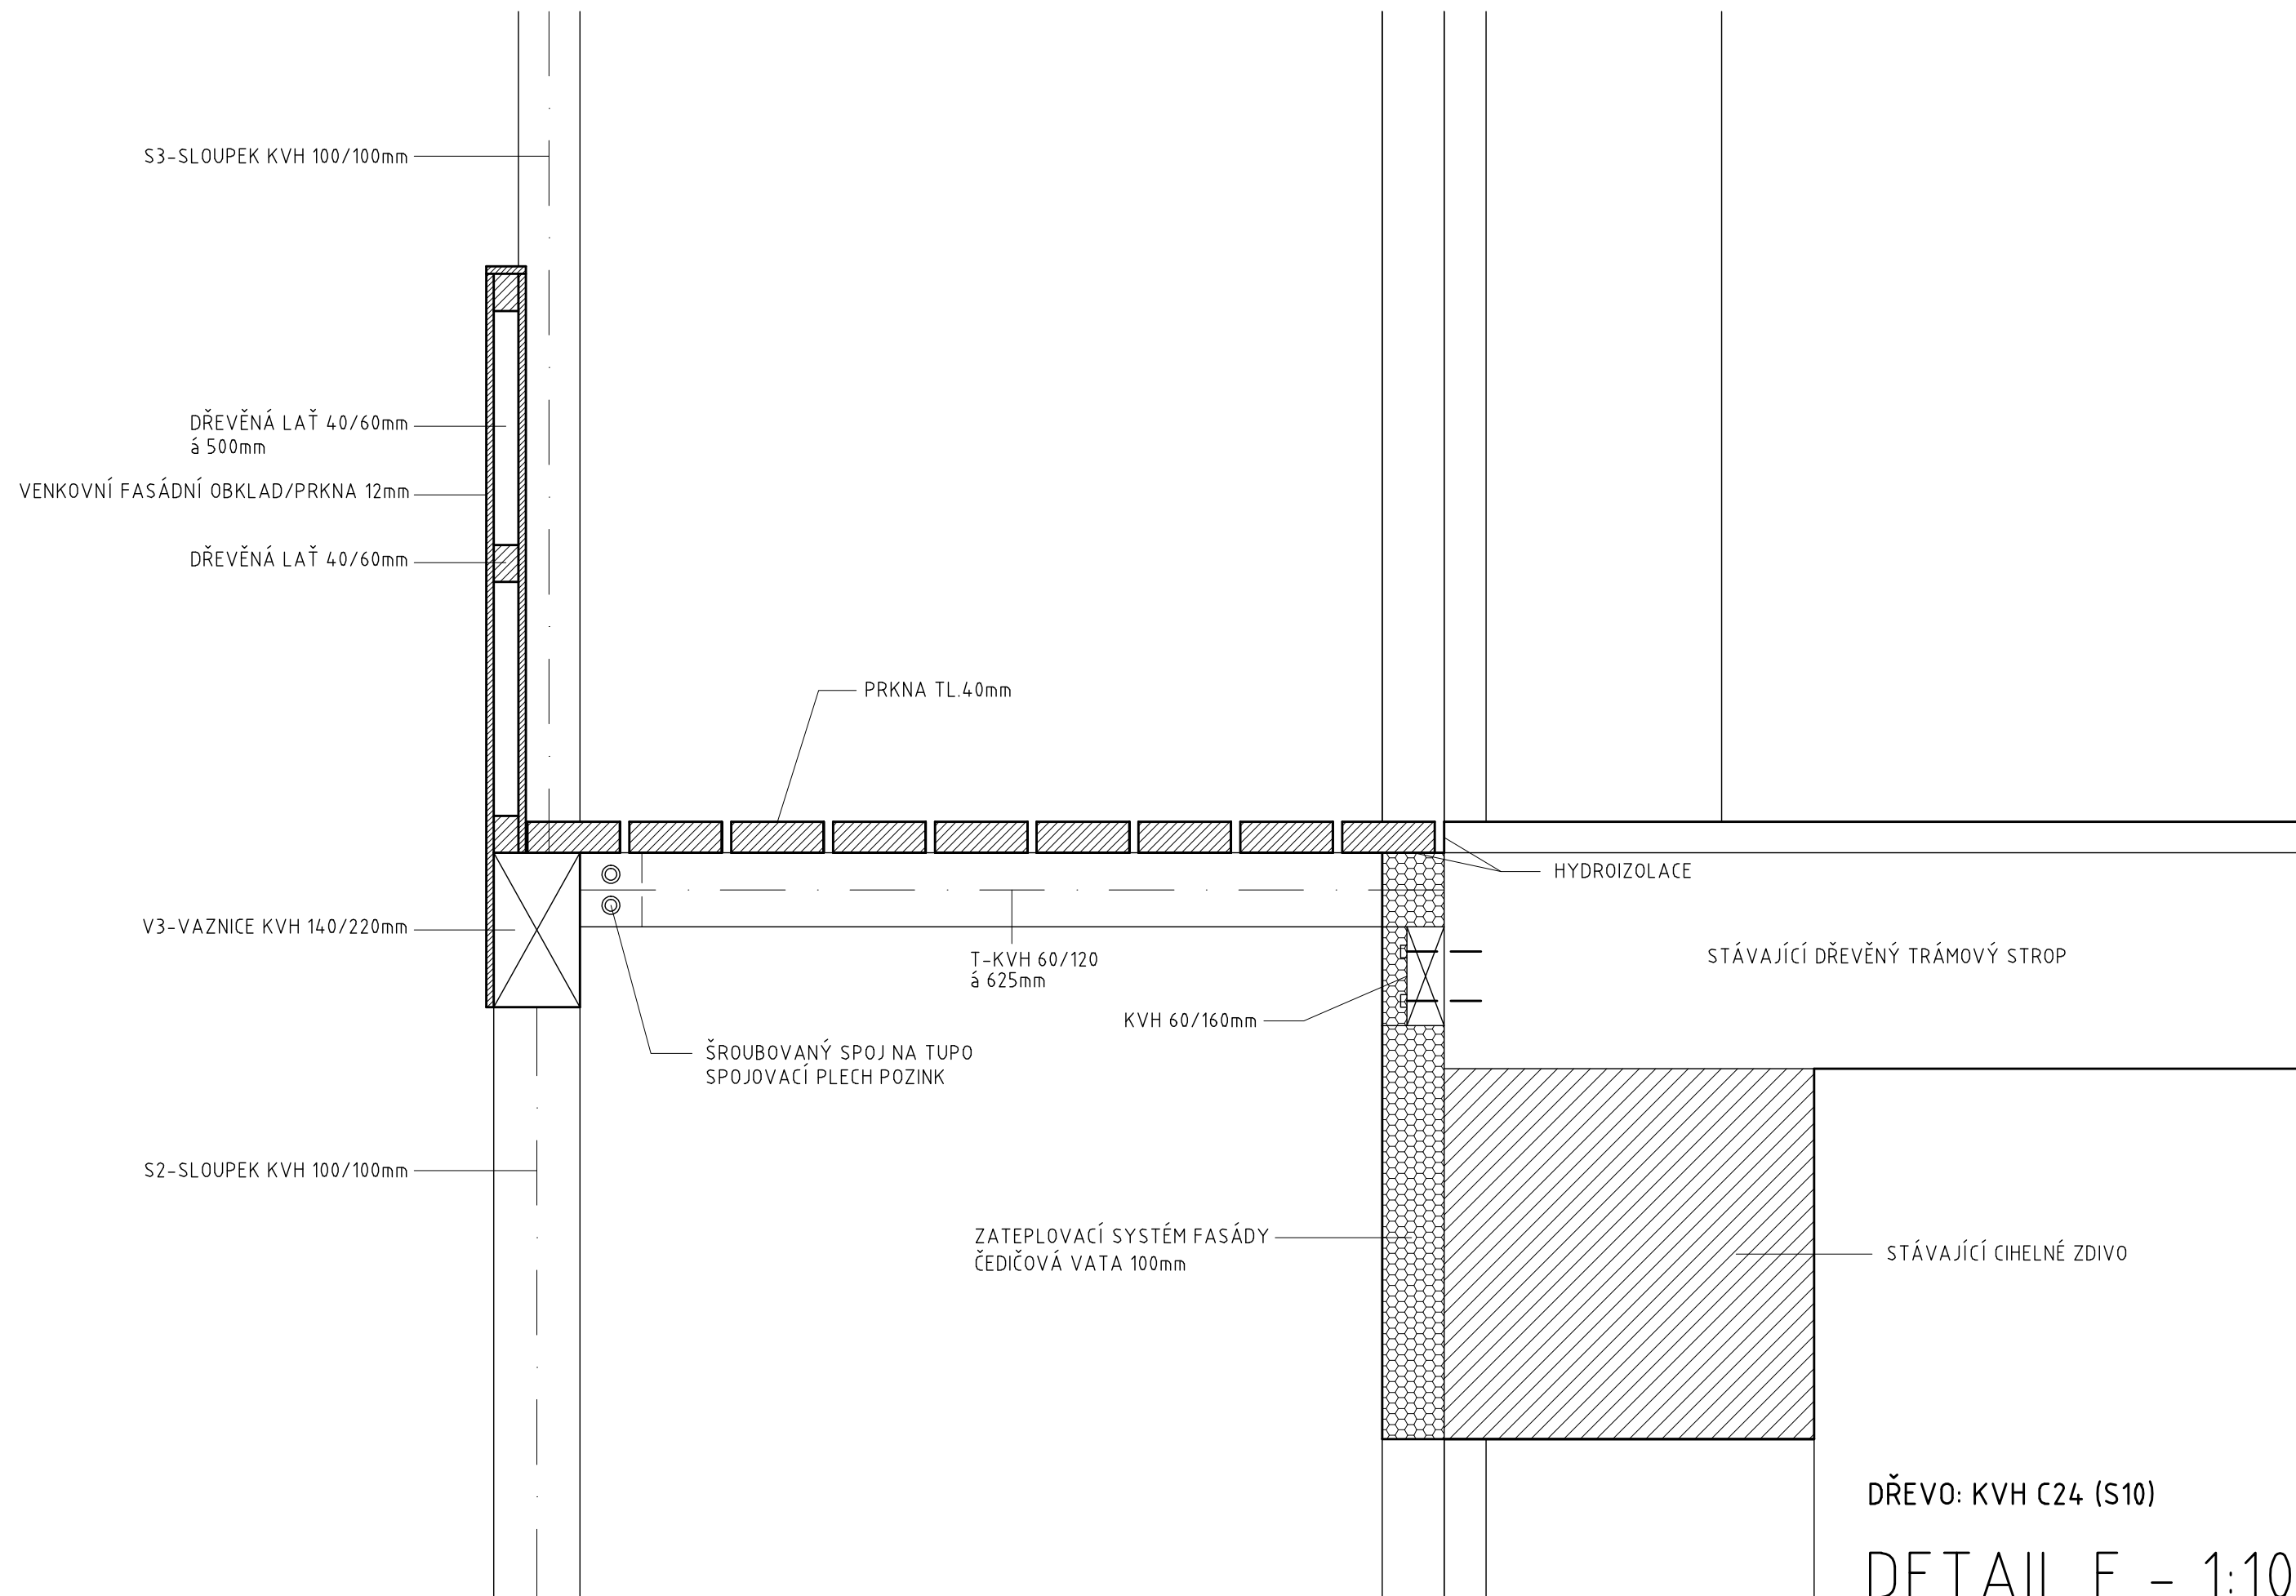 S3-SLOUPEK KVH 100/100mm
DŘEVĚNÁ LAŤ 40/60mm
á 500mm
VENKOVNÍ FASÁDNÍ OBKLAD/PRKNA 12mm
DŘEVĚNÁ LAŤ 40/60mm
PRKNA TL.40mm
HYDROIZOLACE
V3-VAZNICE KVH 140/220mm
T-KVH 60/120
á 625mm
STÁVAJÍCÍ DŘEVĚNÝ TRÁMOVÝ STROP
KVH 60/160mm
ŠROUBOVANÝ SPOJ NA TUPO
SPOJOVACÍ PLECH POZINK
S2-SLOUPEK KVH 100/100mm
ZATEPLOVACÍ SYSTÉM FASÁDY
ČEDIČOVÁ VATA 100mm
STÁVAJÍCÍ CIHELNÉ ZDIVO
DŘEVO: KVH C24 (S10)
DETAIL - 1:10